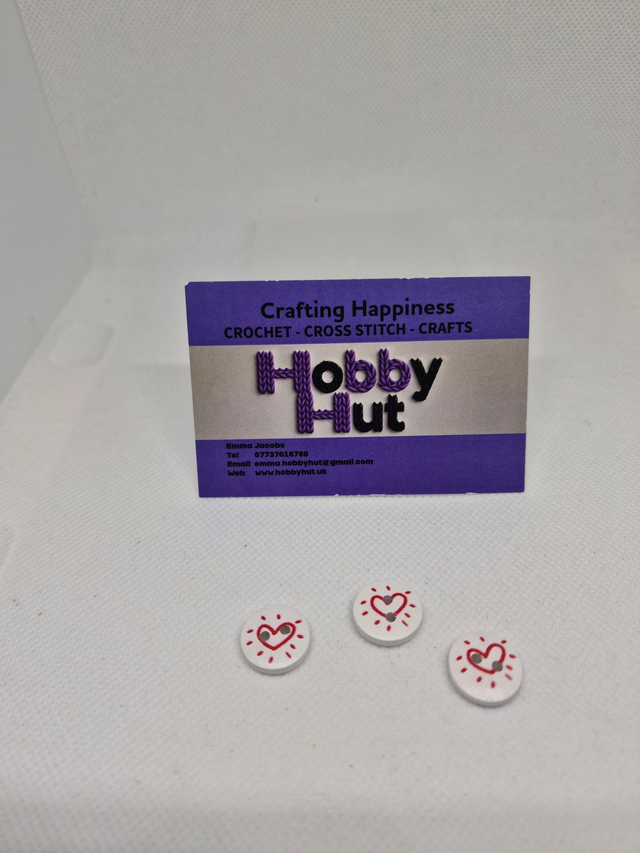 Crafting Happiness
CROCHET - CROSS STITCH - CRAFTS
Hobby
Hut
Emma Jacobs
Tel 07737016780
Email emma.hobbyhut@gmail.com
Web www.hobbyhut.uk